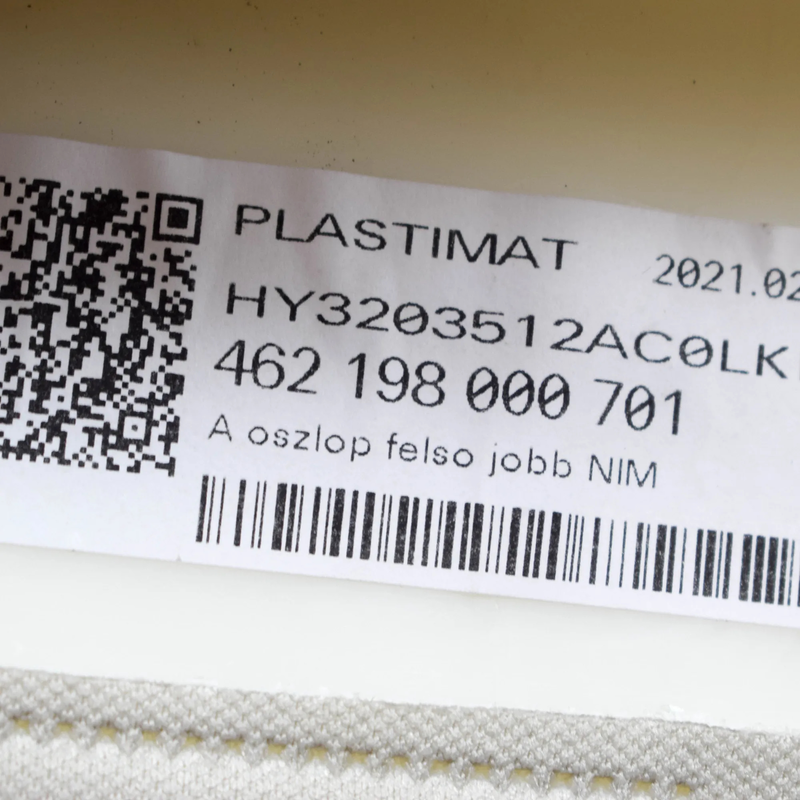 PLASTIMAT 2021.02
HY3203512AC0LK
462 198 000 701
A oszlop felso jobb NIM